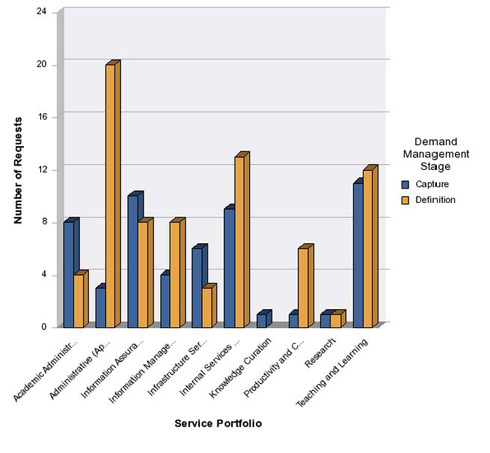 24
20
16
12
8
4
0
Number of Requests
Academic Administr...
Administrative (Ap...
Information Assura...
Information Manage...
Infrastructure Ser...
Internal Services ...
Knowledge Curation
Productivity and C...
Research
Teaching and Learning
Service Portfolio
Demand
Management
Stage
Capture
Definition